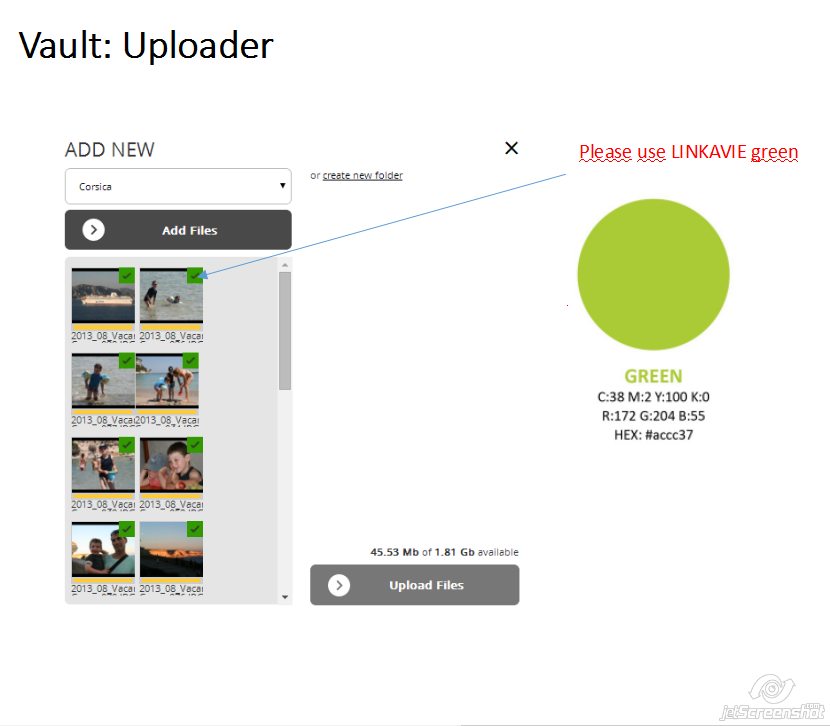 Vault: Uploader
ADD NEW
Please use LINKAVIE green
Corsica
or create new folder
Add Files
2013_08_Vaca
2013_08_Vaca
2013_08_Vaca
2013_08_Vaca
2013_08_Vaca
2013_08_Vaca
2013_08_Vaca
2013_08_Vaca
GREEN
C:38 M:2 Y:100 K:0
R:172 G:204 B:55
HEX: #accc37
45.53 Mb of 1.81 Gb available
Upload Files
jetScreenshot
.com